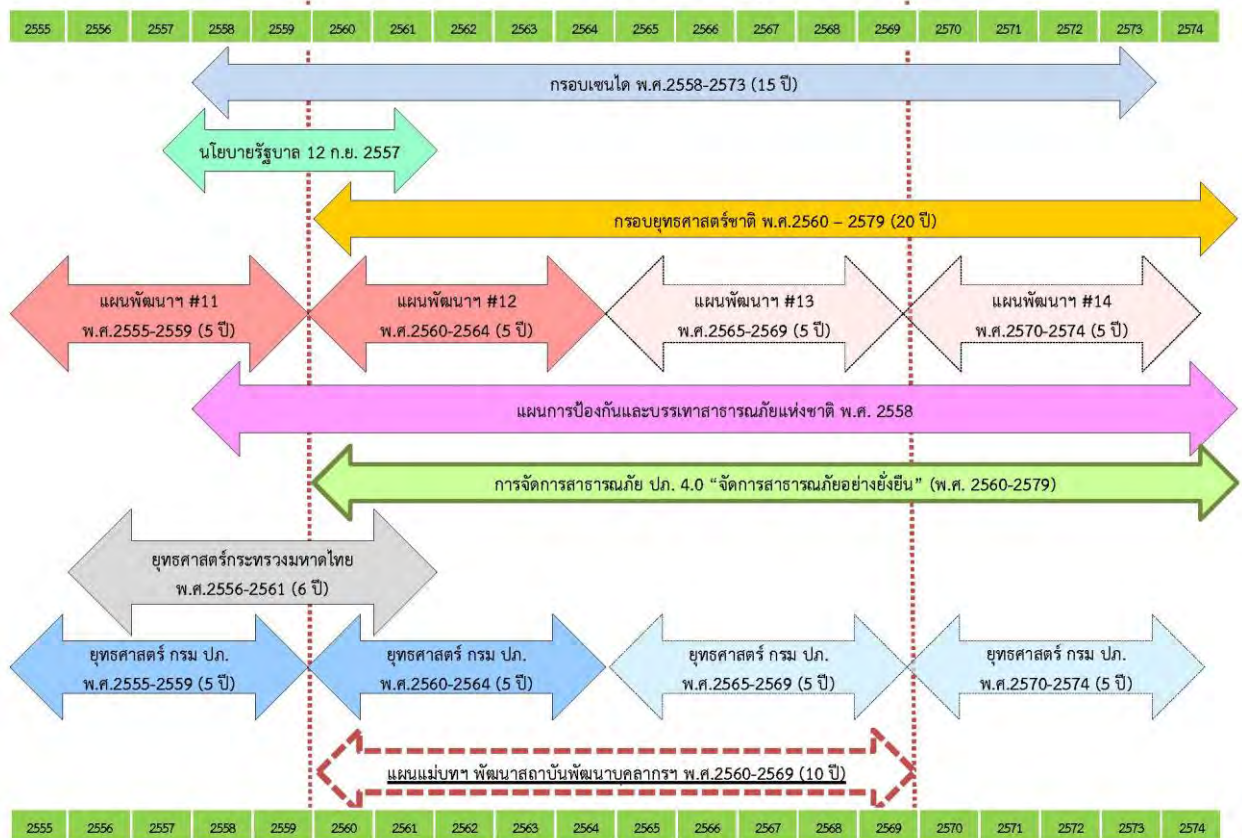 2555 2556 2557 2558 2559 2560 2561 2562 2563 2564 2565 2566 2567 2568 2569 2570 2571 2572 2573 2574
กรอบเซนได พ.ศ.2558-2573 (15 ปี)
นโยบายรัฐบาล 12 ก.ย. 2557
กรอบยุทธศาสตร์ชาติ พ.ศ.2560 – 2579 (20 ปี)
แผนพัฒนาฯ #11
พ.ศ.2555-2559 (5 ปี)
แผนพัฒนาฯ #12
พ.ศ.2560-2564 (5 ปี)
แผนพัฒนาฯ #13
พ.ศ.2565-2569 (5 ปี)
แผนพัฒนาฯ #14
พ.ศ.2570-2574 (5 ปี)
แผนการป้องกันและบรรเทาสาธารณภัยแห่งชาติ พ.ศ. 2558
การจัดการสาธารณภัย ปภ. 4.0 “จัดการสาธารณภัยอย่างยั่งยืน” (พ.ศ. 2560-2579)
ยุทธศาสตร์กระทรวงมหาดไทย
พ.ศ.2556-2561 (6 ปี)
ยุทธศาสตร์ กรม ปภ.
พ.ศ.2555-2559 (5 ปี)
ยุทธศาสตร์ กรม ปภ.
พ.ศ.2560-2564 (5 ปี)
ยุทธศาสตร์ กรม ปภ.
พ.ศ.2565-2569 (5 ปี)
ยุทธศาสตร์ กรม ปภ.
พ.ศ.2570-2574 (5 ปี)
แผนแม่บทฯ พัฒนาสถาบันพัฒนาบุคลากรฯ พ.ศ.2560-2569 (10 ปี)
2555 2556 2557 2558 2559 2560 2561 2562 2563 2564 2565 2566 2567 2568 2569 2570 2571 2572 2573 2574